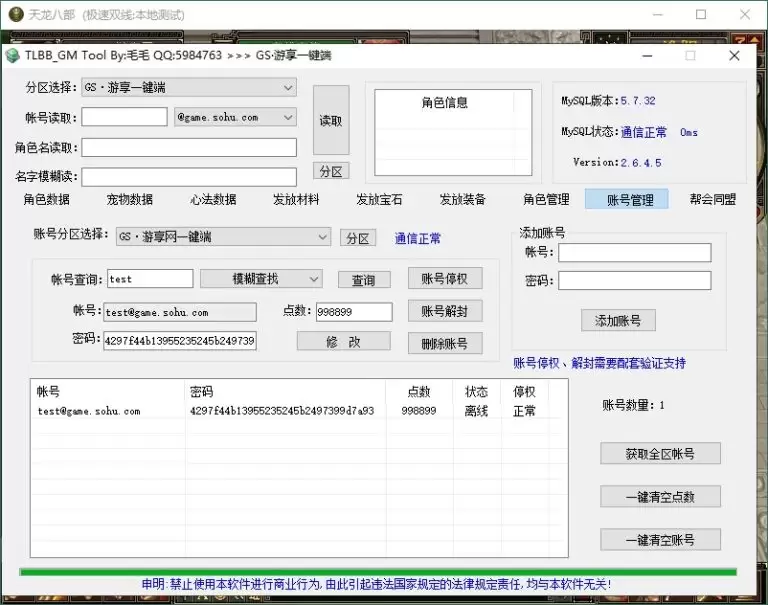 天龙八部 (极速双线:本地测试)
TLBB_GM Tool By:毛毛 QQ:5984763 >>> GS·游享一键端
分区选择: GS·游享一键端
帐号读取: @game.sohu.com
读取
角色信息
MySQL版本:5.7.32
角色名读取:
MySQL状态:通信正常 0ms
名字模糊读:
分区
Version:2.6.4.5
角色数据 宠物数据 心法数据 发放材料 发放宝石 发放装备 角色管理 账号管理 帮会同盟
账号分区选择: GS·游享网一键端 分区 通信正常
添加账号
帐号:
密码:
添加账号
帐号查询: test 模糊查找 查询 账号停权
帐号: test@game.sohu.com 点数: 998899 账号解封
密码: 4297f44b13955235245b249739 修 改 删除账号
账号停权、解封需要配套验证支持
帐号 密码 点数 状态 停权
test@game.sohu.com 4297f44b13955235245b2497399d7a93 998899 离线 正常
账号数量: 1
获取全区帐号
一键清空点数
一键清空账号
申明:禁止使用本软件进行商业行为,由此引起违法国家规定的法律规定责任,均与本软件无关!